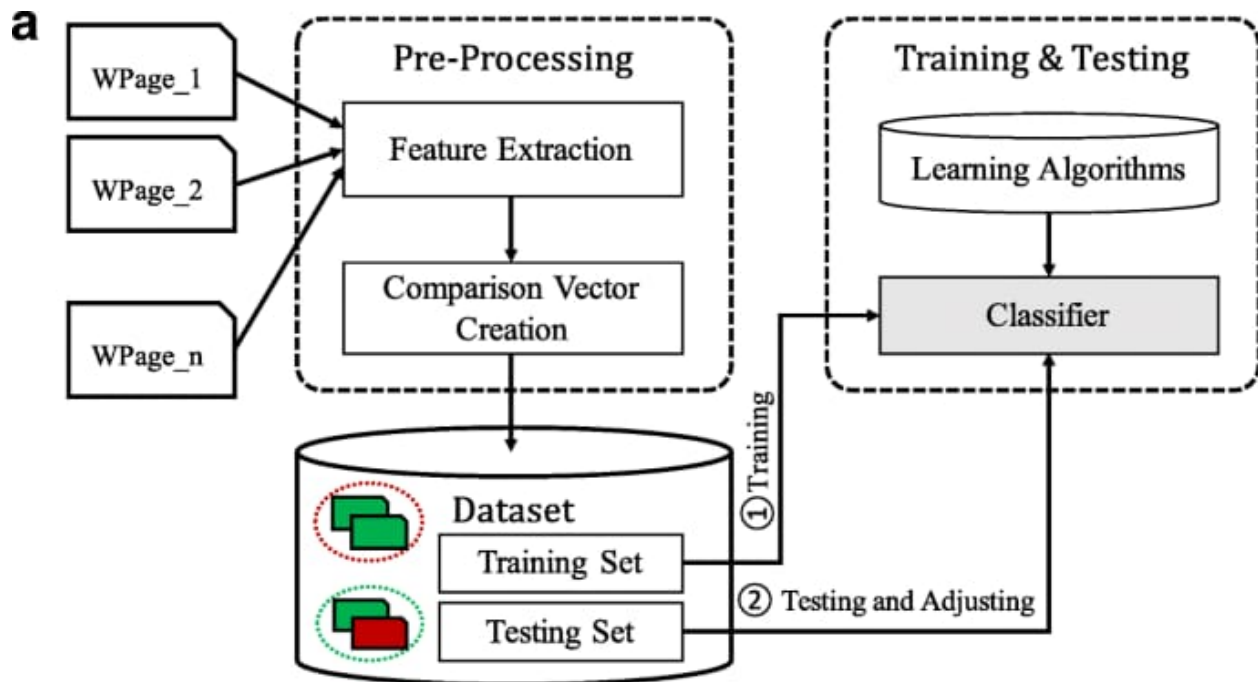 a
WPage_1
WPage_2
WPage_n
Pre-Processing
Feature Extraction
Comparison Vector
Creation
Training & Testing
Learning Algorithms
Classifier
Dataset
Training Set
Testing Set
①Training
② Testing and Adjusting